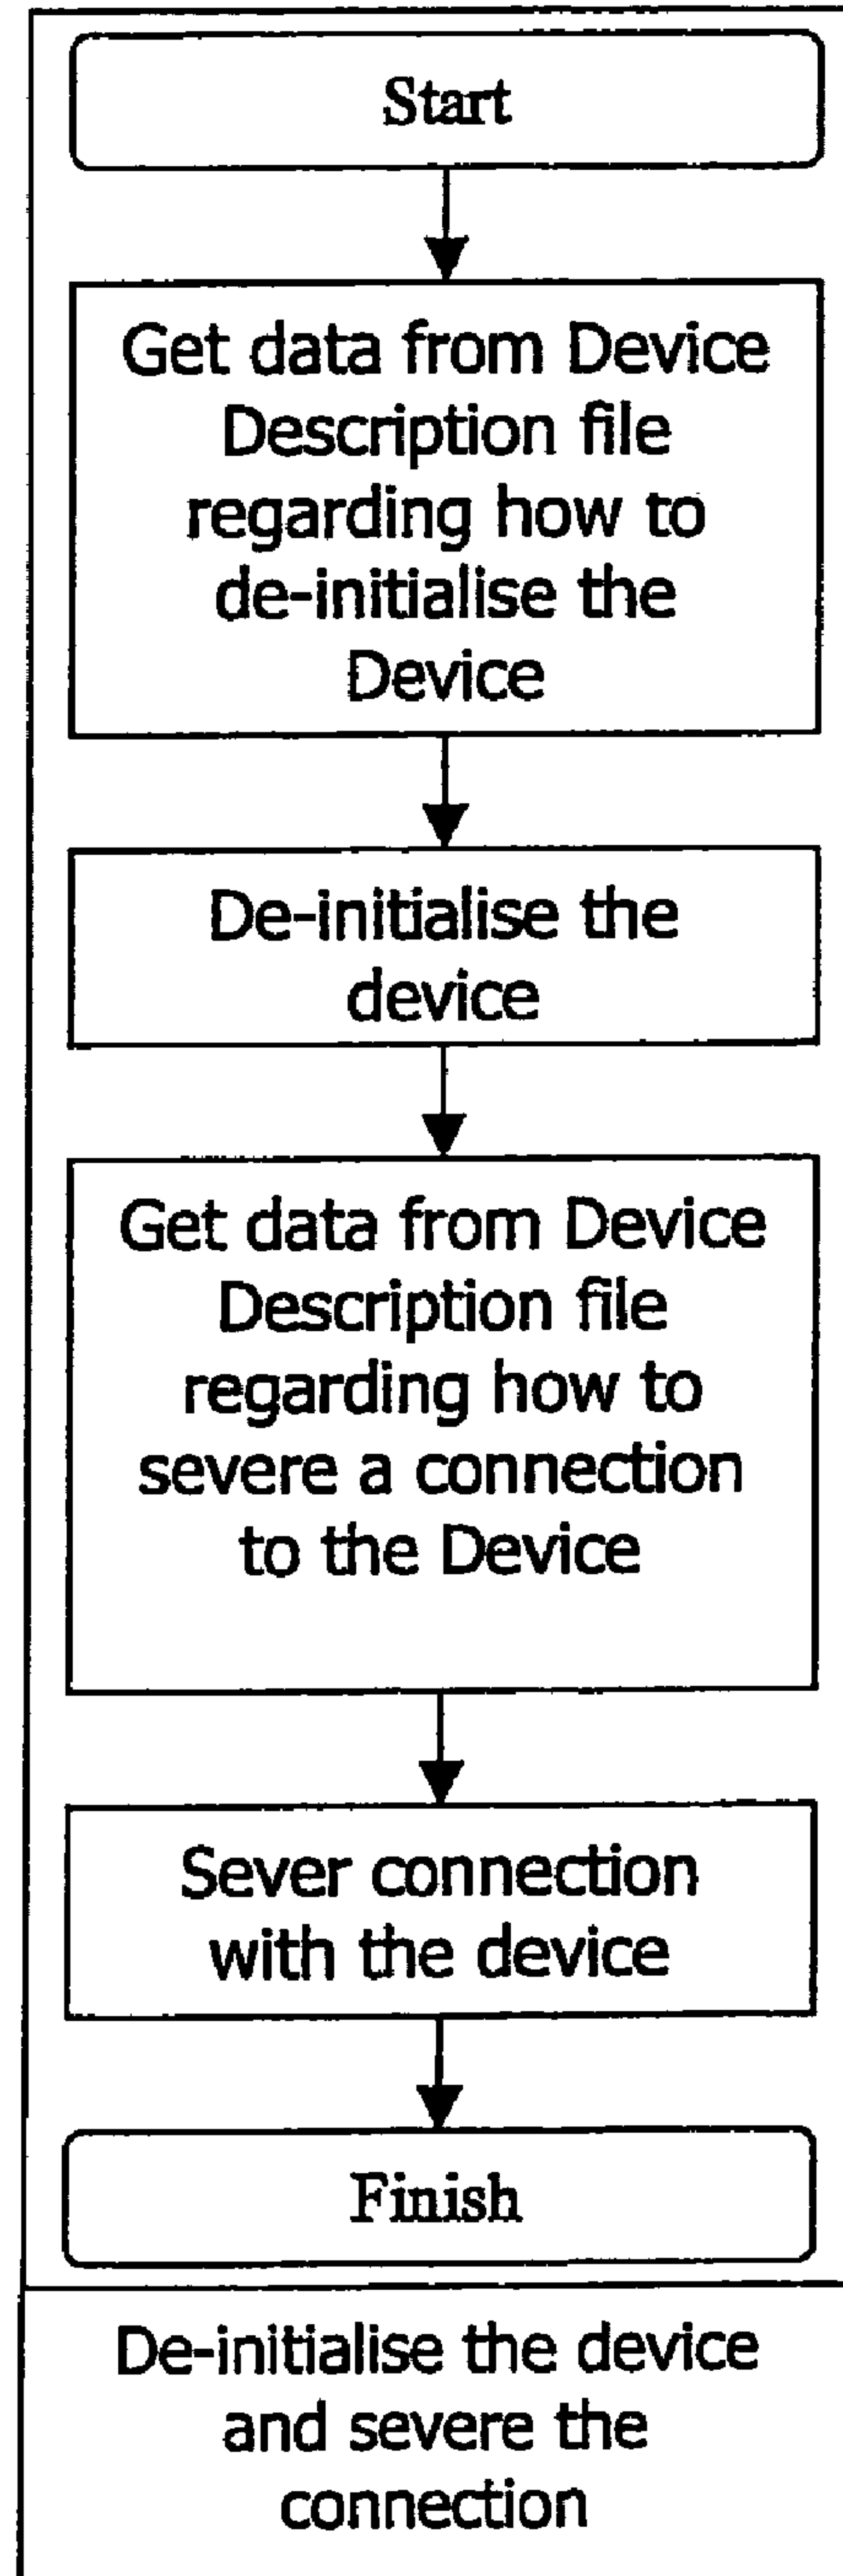 Start
Get data from Device
Description file
regarding how to
de-initialise the
Device
De-initialise the
device
Get data from Device
Description file
regarding how to
severe a connection
to the Device
Sever connection
with the device
Finish
De-initialise the device
and severe the
connection